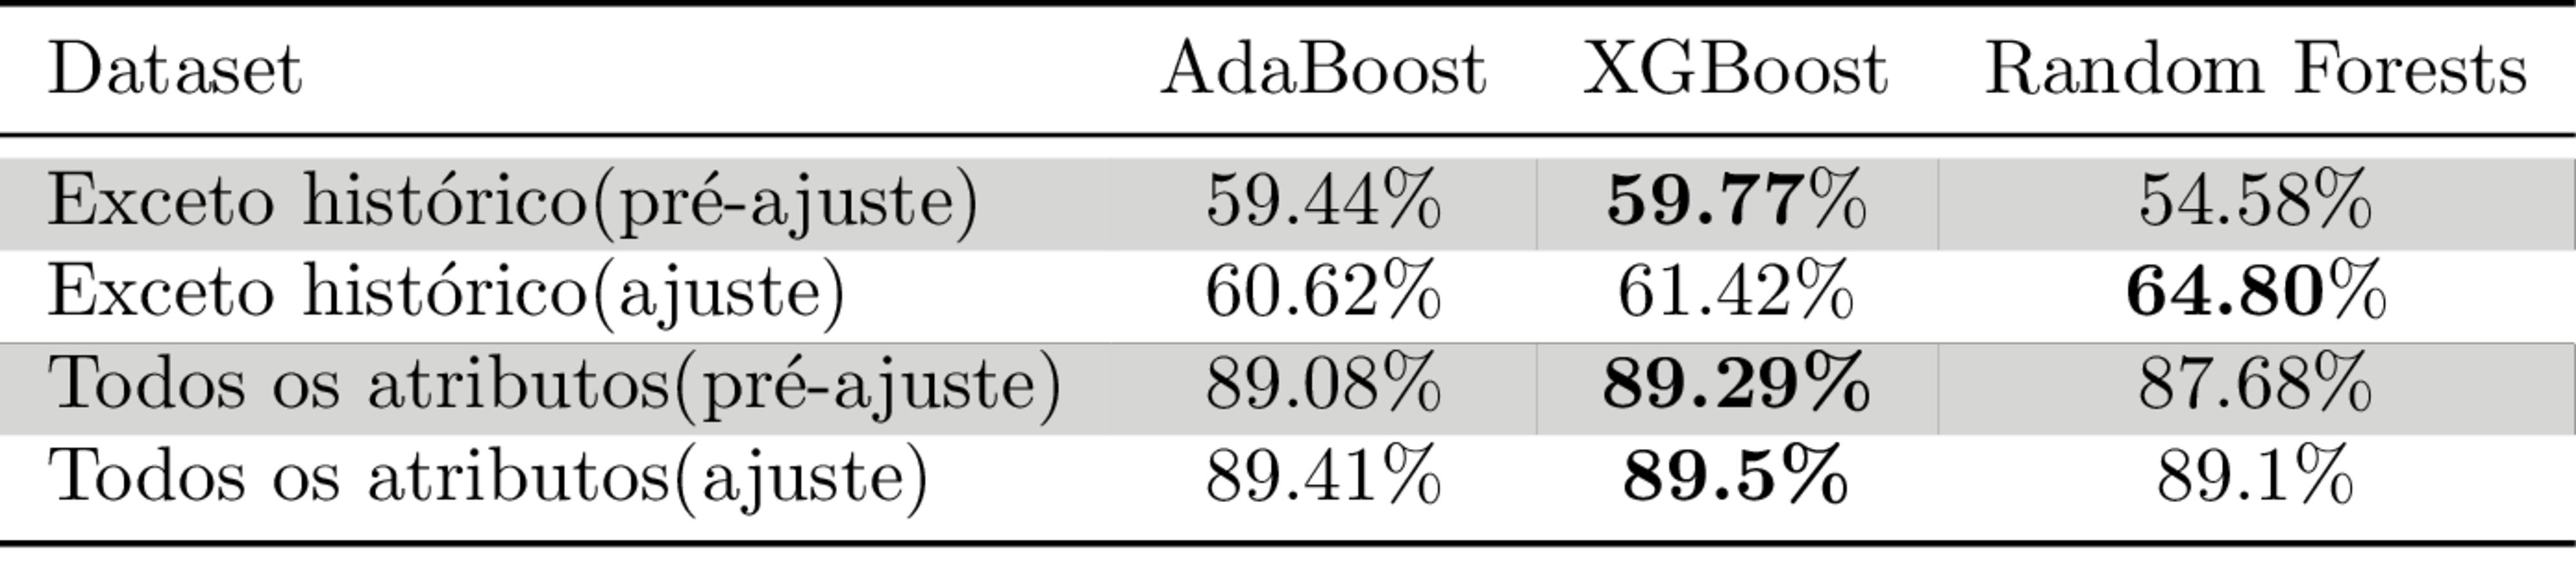 Dataset AdaBoost XGBoost Random Forests
Exceto histórico(pré-ajuste) 59.44% 59.77% 54.58%
Exceto histórico(ajuste) 60.62% 61.42% 64.80%
Todos os atributos(pré-ajuste) 89.08% 89.29% 87.68%
Todos os atributos(ajuste) 89.41% 89.5% 89.1%